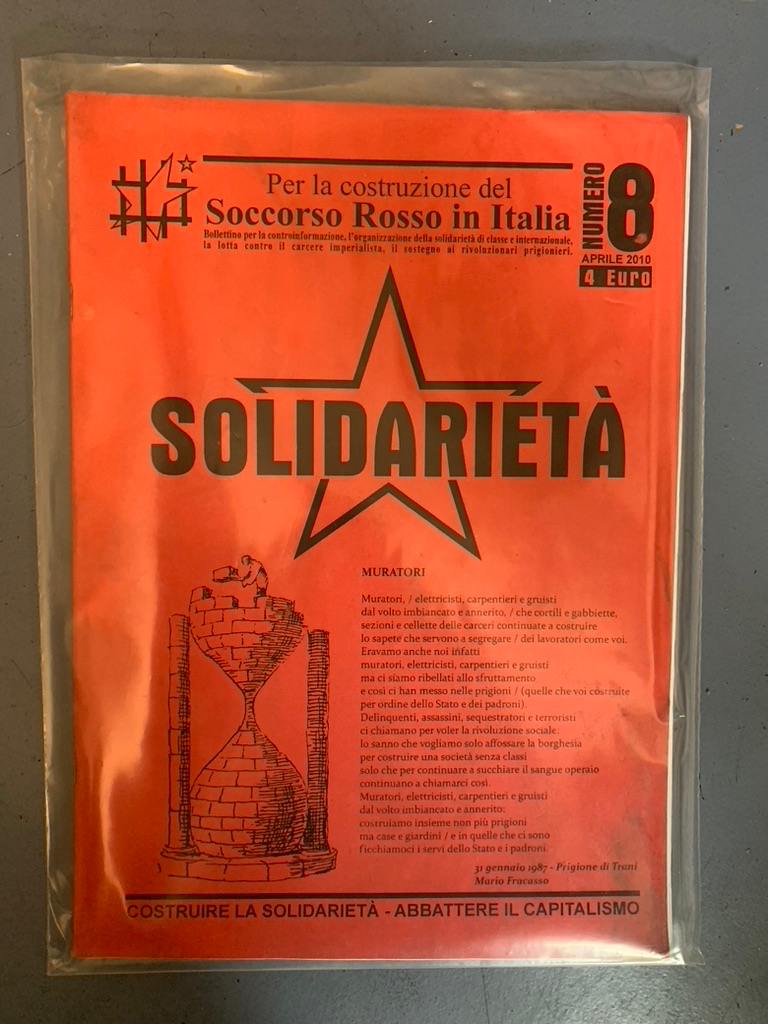 Per la costruzione del
Soccorso Rosso in Italia
Bollettino per la controinformazione, l'organizzazione della solidarietà di classe e internazionale,
la lotta contro il carcere imperialista, il sostegno ai rivoluzionari prigionieri.
NUMERO 8
APRILE 2010
4 Euro
SOLIDARIETÀ
MURATORI
Muratori, / elettricisti, carpentieri e gruisti
dal volto imbiancato e annerito, / che cortili e gabbiette,
sezioni e cellette delle carceri continuate a costruire
lo sapete che servono a segregare / dei lavoratori come voi.
Eravamo anche noi infatti
muratori, elettricisti, carpentieri e gruisti
ma ci siamo ribellati allo sfruttamento
e così ci han messo nelle prigioni / (quelle che voi costruite
per ordine dello Stato e dei padroni).
Delinquenti, assassini, sequestratori e terroristi
ci chiamano per voler la rivoluzione sociale:
lo sanno che vogliamo solo affossare la borghesia
per costruire una società senza classi
solo che per continuare a succhiare il sangue operaio
continuano a chiamarci così.
Muratori, elettricisti, carpentieri e gruisti
dal volto imbiancato e annerito:
costruiamo insieme non più prigioni
ma case e giardini / e in quelle che ci sono
ficchiamoci i servi dello Stato e i padroni.
31 gennaio 1987 - Prigione di Trani
Mario Fracasso
COSTRUIRE LA SOLIDARIETÀ - ABBATTERE IL CAPITALISMO